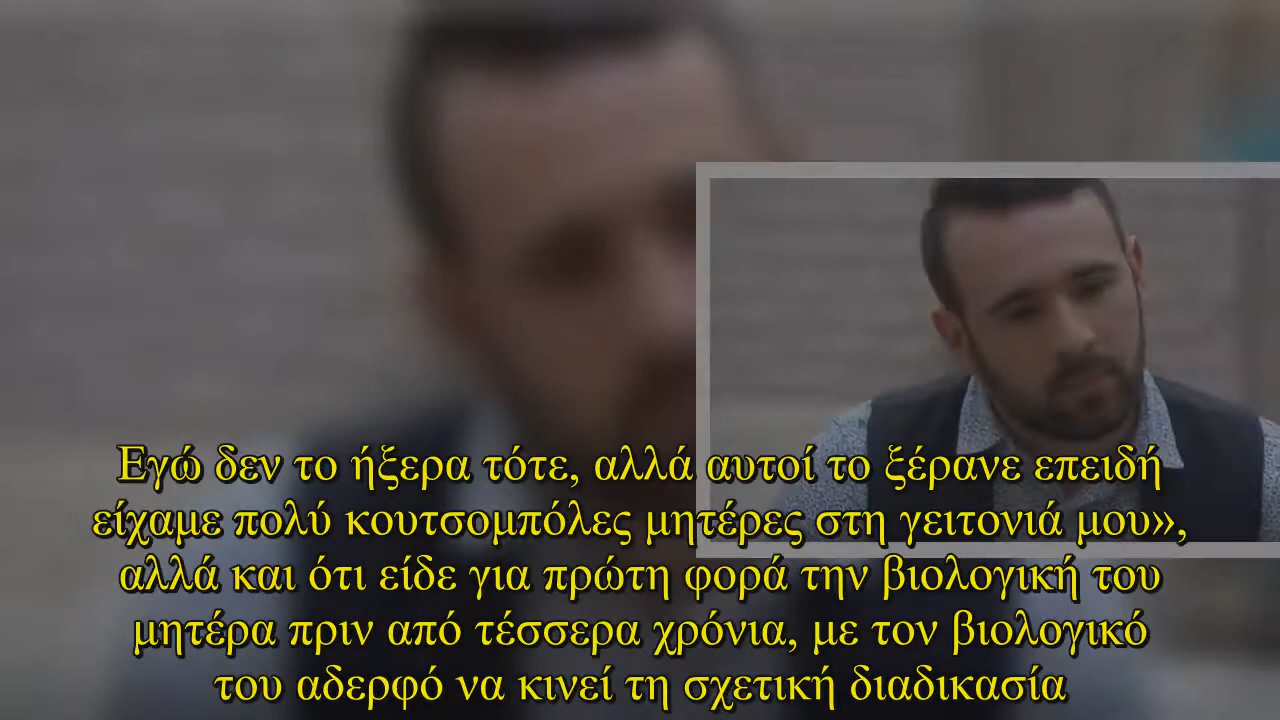 Εγώ δεν το ήξερα τότε, αλλά αυτοί το ξέρανε επειδή
είχαμε πολύ κουτσομπόλες μητέρες στη γειτονιά μου»,
αλλά και ότι είδε για πρώτη φορά την βιολογική του
μητέρα πριν από τέσσερα χρόνια, με τον βιολογικό
του αδερφό να κινεί τη σχετική διαδικασία